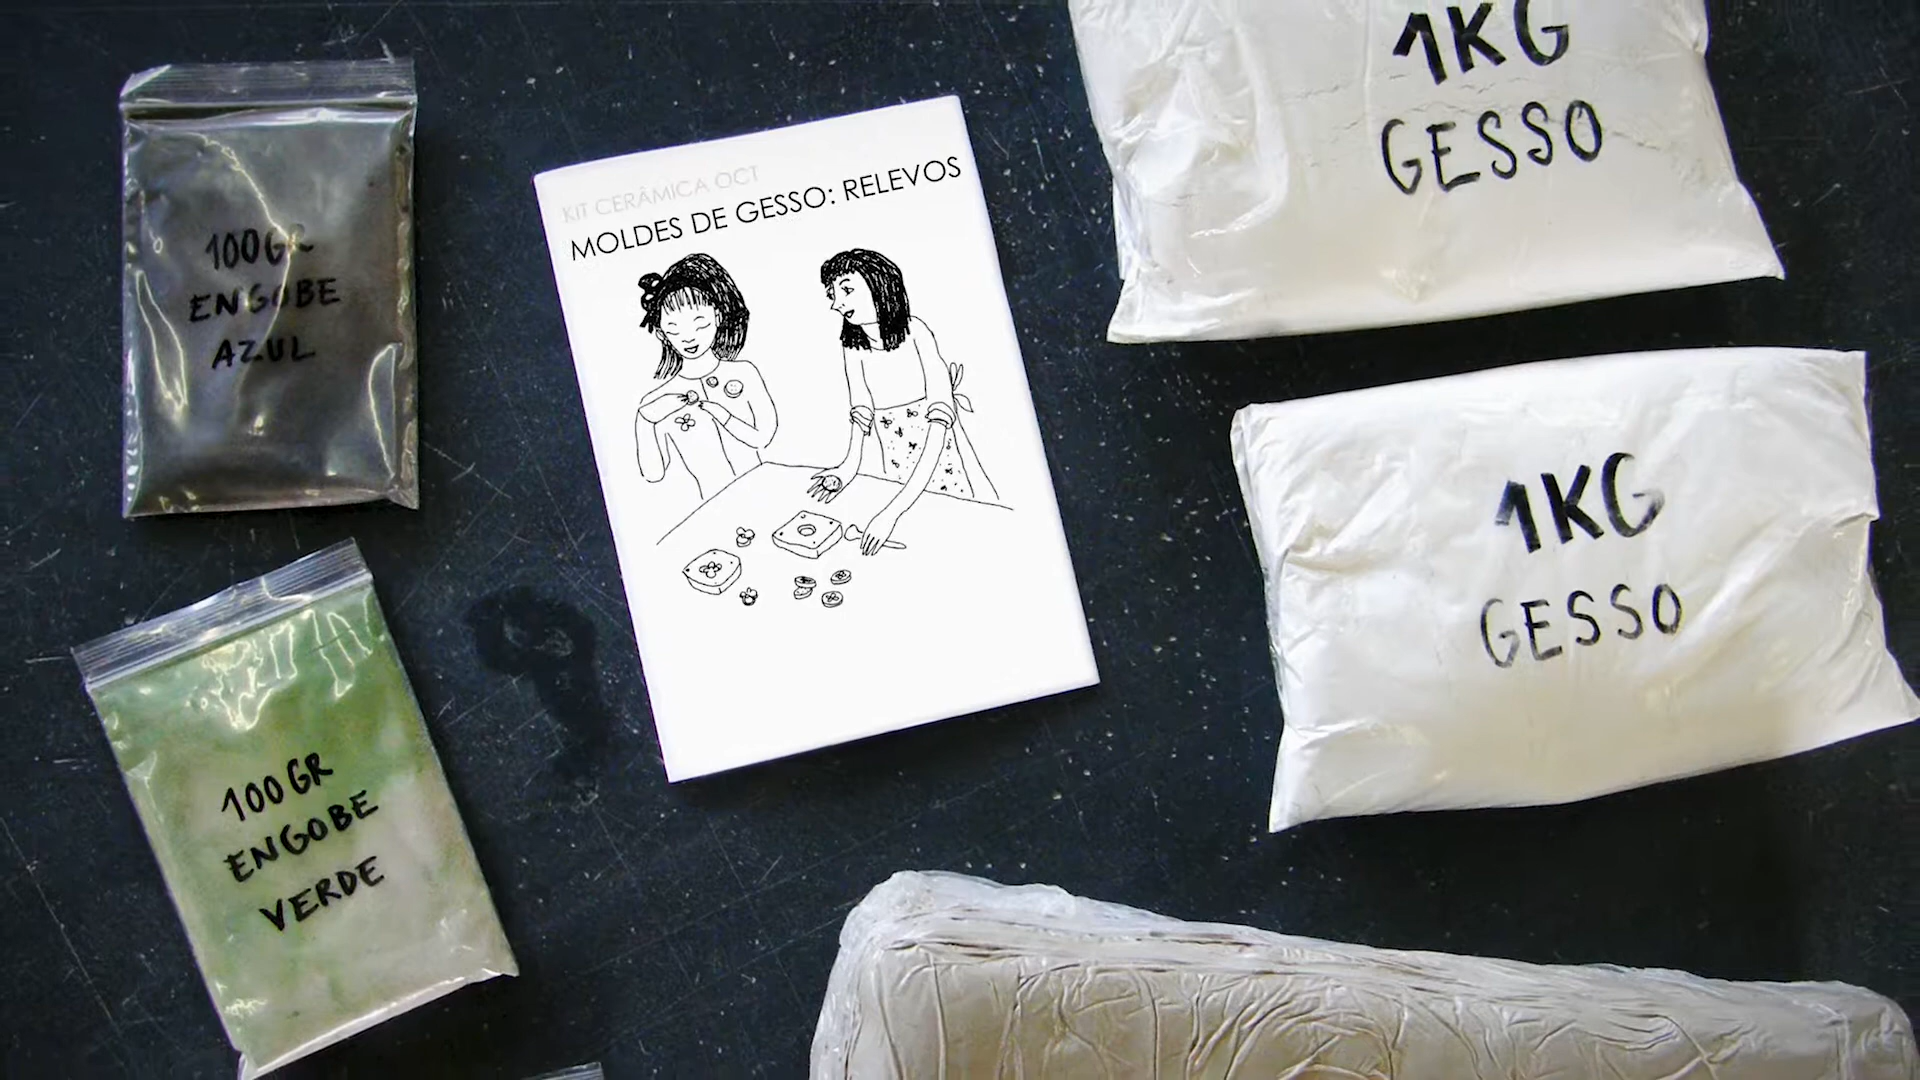 100GR
ENGOBE
AZUL
100GR
ENGOBE
VERDE
KIT CERÂMICA OCT
MOLDES DE GESSO: RELEVOS
1KG
GESSO
1KG
GESSO